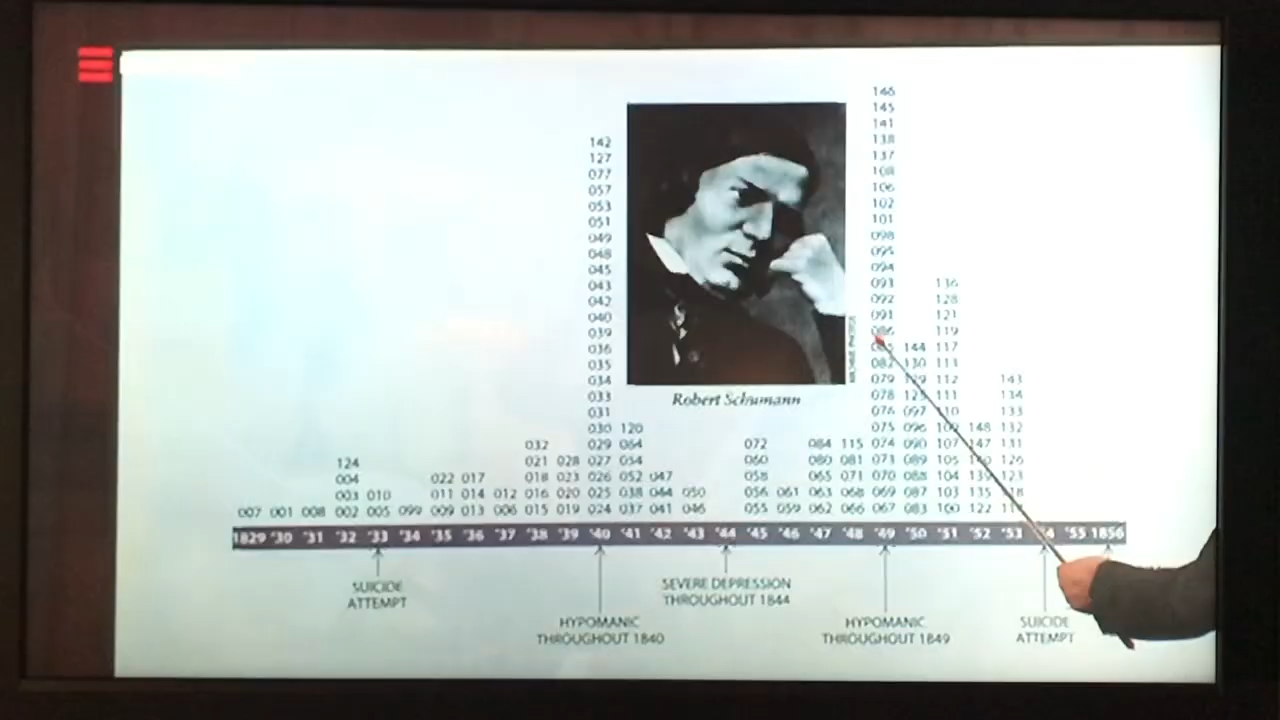 146
145
141
142 138
127 137
077 108
057 106
053 102
051 101
049 098
048 095
045 094
043 093 136
042 092 128
040 091 121
039 086 119
036 085 144 117
035 082 130 113
034 079 129 112 143
ARCHIVE PHOTOS
Robert Schumann
033 078 125 111 134
031 076 097 110 133
030 120 075 096 109 148 132
032 029 064 072 084 115 074 090 107 147 131
124 021 028 027 054 060 080 081 073 089 105 140 126
004 022 017 018 023 026 052 047 058 065 071 070 088 104 139 123
003 010 011 014 012 016 020 025 038 044 050 056 061 063 068 069 087 103 135 118
007 001 008 002 005 099 009 013 006 015 019 024 037 041 046 055 059 062 066 067 083 100 122
1829 '30 '31 '32 '33 '34 '35 '36 '37 '38 '39 '40 '41 '42 '43 '44 '45 '46 '47 '48 '49 '50 '51 '52 '53 '55 1856
SUICIDE
ATTEMPT
SEVERE DEPRESSION
THROUGHOUT 1844
HYPOMANIC
THROUGHOUT 1840
HYPOMANIC
THROUGHOUT 1849
SUICIDE
ATTEMPT